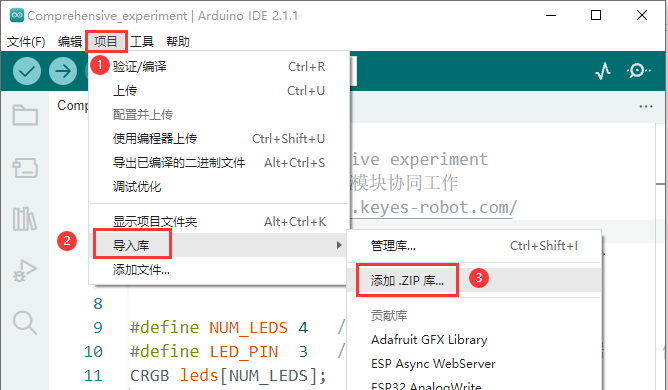 Comprehensive_experiment | Arduino IDE 2.1.1
文件(F) 编辑 项目 工具 帮助
1
验证/编译 Ctrl+R
上传 Ctrl+U
配置并上传
使用编程器上传 Ctrl+Shift+U
导出已编译的二进制文件 Alt+Ctrl+S
调试优化
显示项目文件夹 Alt+Ctrl+K
2
导入库
添加文件...
Comp
ive experiment
模块协同工作
.keyes-robot.com/
管理库... Ctrl+Shift+I
添加 .ZIP 库...
3
贡献库
Adafruit GFX Library
ESP Async WebServer
ESP32 AnalogWrite
8
9 #define NUM_LEDS 4 /
10 #define LED_PIN 3 /
11 CRGB leds[NUM_LEDS];